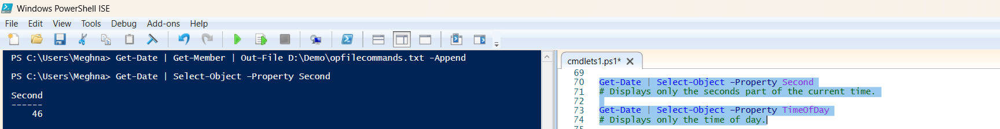 Windows PowerShell ISE
File Edit View Tools Debug Add-ons Help
PS C:\Users\Meghna> Get-Date | Get-Member | Out-File D:\Demo\opfilecommands.txt -Append
PS C:\Users\Meghna> Get-Date | Select-Object -Property Second
Second
------
46
cmdlets1.ps1*
69
70 Get-Date | Select-Object -Property Second
71 # Displays only the seconds part of the current time.
72
73 Get-Date | Select-Object -Property TimeOfDay
74 # Displays only the time of day.
75